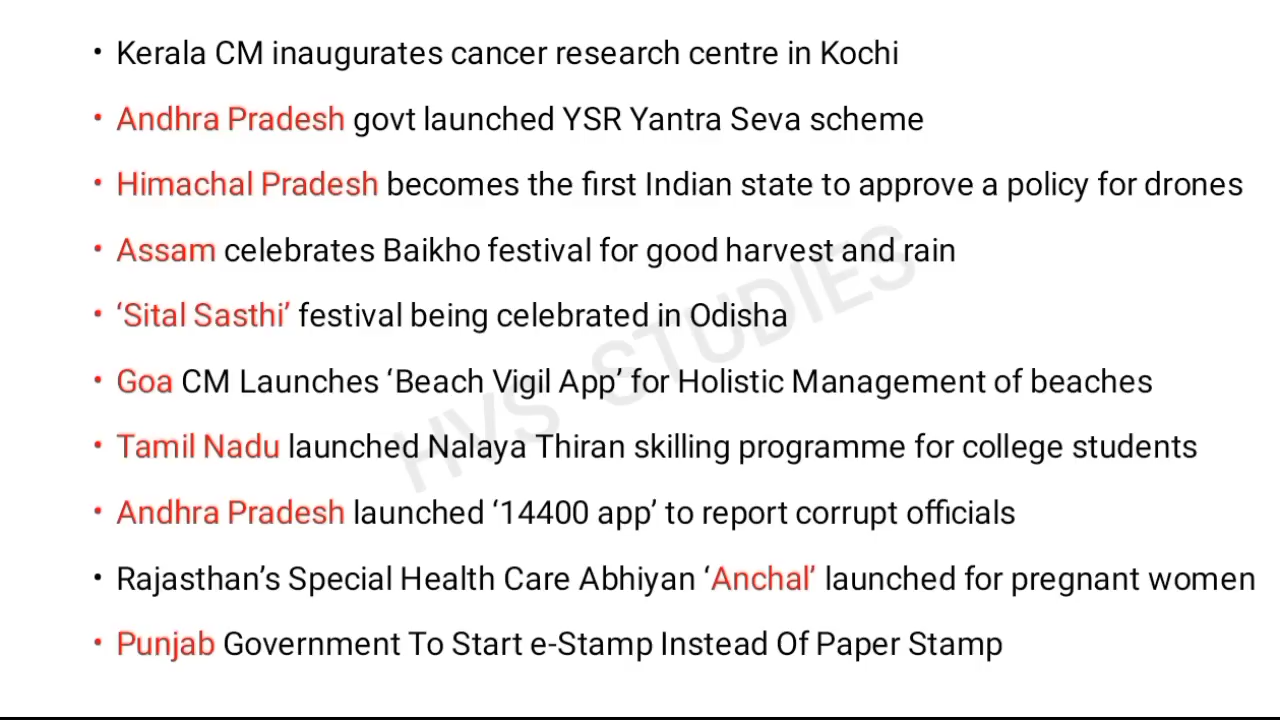 • Kerala CM inaugurates cancer research centre in Kochi
• Andhra Pradesh govt launched YSR Yantra Seva scheme
• Himachal Pradesh becomes the first Indian state to approve a policy for drones
• Assam celebrates Baikho festival for good harvest and rain
• ‘Sital Sasthi’ festival being celebrated in Odisha
• Goa CM Launches ‘Beach Vigil App’ for Holistic Management of beaches
• Tamil Nadu launched Nalaya Thiran skilling programme for college students
• Andhra Pradesh launched ‘14400 app’ to report corrupt officials
• Rajasthan’s Special Health Care Abhiyan ‘Anchal’ launched for pregnant women
• Punjab Government To Start e-Stamp Instead Of Paper Stamp
HVS STUDIES